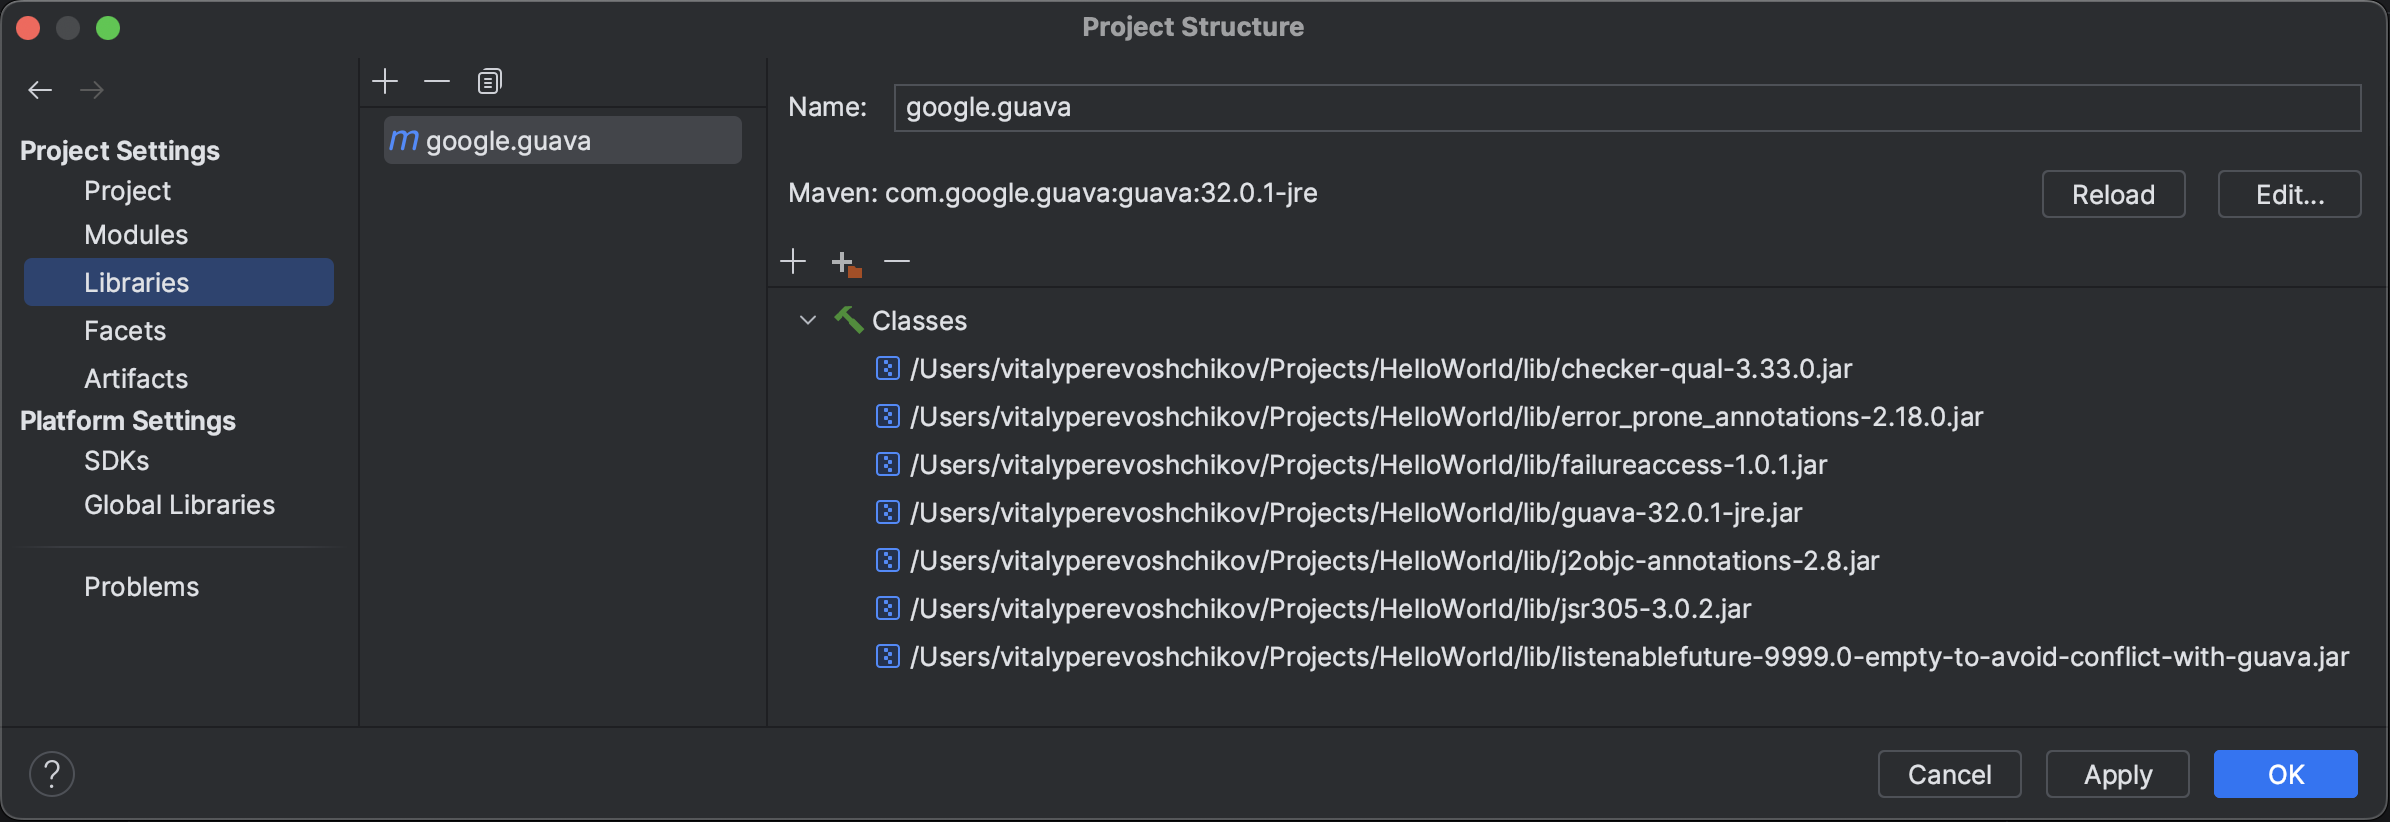 Project Structure
Project Settings
Project
Modules
Libraries
Facets
Artifacts
Platform Settings
SDKs
Global Libraries
Problems
m google.guava
Name: google.guava
Maven: com.google.guava:guava:32.0.1-jre
Reload
Edit...
Classes
/Users/vitalyperevoshchikov/Projects/HelloWorld/lib/checker-qual-3.33.0.jar
/Users/vitalyperevoshchikov/Projects/HelloWorld/lib/error_prone_annotations-2.18.0.jar
/Users/vitalyperevoshchikov/Projects/HelloWorld/lib/failureaccess-1.0.1.jar
/Users/vitalyperevoshchikov/Projects/HelloWorld/lib/guava-32.0.1-jre.jar
/Users/vitalyperevoshchikov/Projects/HelloWorld/lib/j2objc-annotations-2.8.jar
/Users/vitalyperevoshchikov/Projects/HelloWorld/lib/jsr305-3.0.2.jar
/Users/vitalyperevoshchikov/Projects/HelloWorld/lib/listenablefuture-9999.0-empty-to-avoid-conflict-with-guava.jar
?
Cancel
Apply
OK